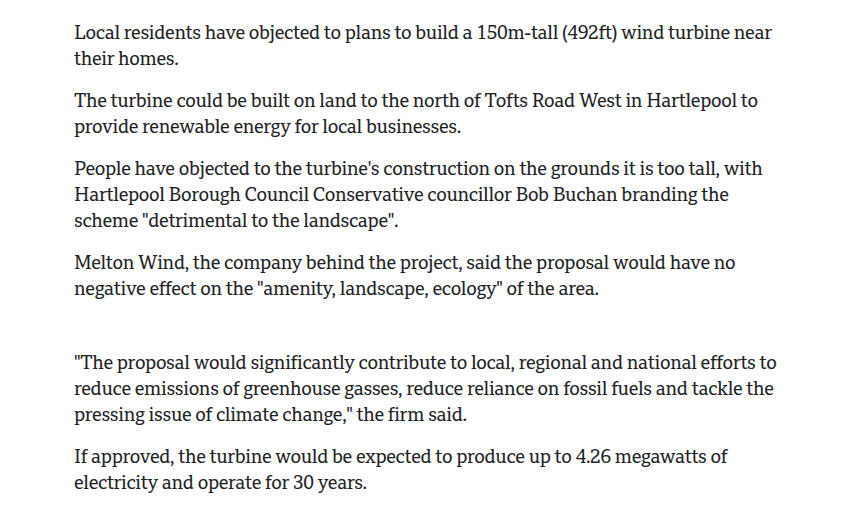 Local residents have objected to plans to build a 150m-tall (492ft) wind turbine near
their homes.
The turbine could be built on land to the north of Tofts Road West in Hartlepool to
provide renewable energy for local businesses.
People have objected to the turbine's construction on the grounds it is too tall, with
Hartlepool Borough Council Conservative councillor Bob Buchan branding the
scheme "detrimental to the landscape".
Melton Wind, the company behind the project, said the proposal would have no
negative effect on the "amenity, landscape, ecology" of the area.
"The proposal would significantly contribute to local, regional and national efforts to
reduce emissions of greenhouse gasses, reduce reliance on fossil fuels and tackle the
pressing issue of climate change," the firm said.
If approved, the turbine would be expected to produce up to 4.26 megawatts of
electricity and operate for 30 years.